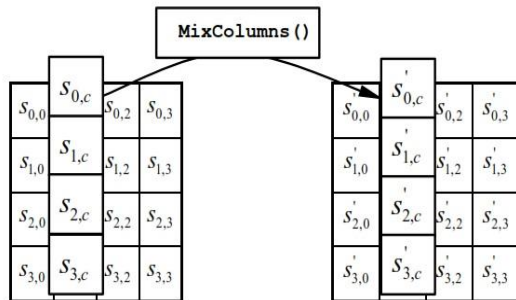 MixColumns()
s0,0 s0,c s0,2 s0,3 s'0,0 s'0,c s'0,2 s'0,3
s1,0 s1,c s1,2 s1,3 s'1,0 s'1,c s'1,2 s'1,3
s2,0 s2,c s2,2 s2,3 s'2,0 s'2,c s'2,2 s'2,3
s3,0 s3,c s3,2 s3,3 s'3,0 s'3,c s'3,2 s'3,3